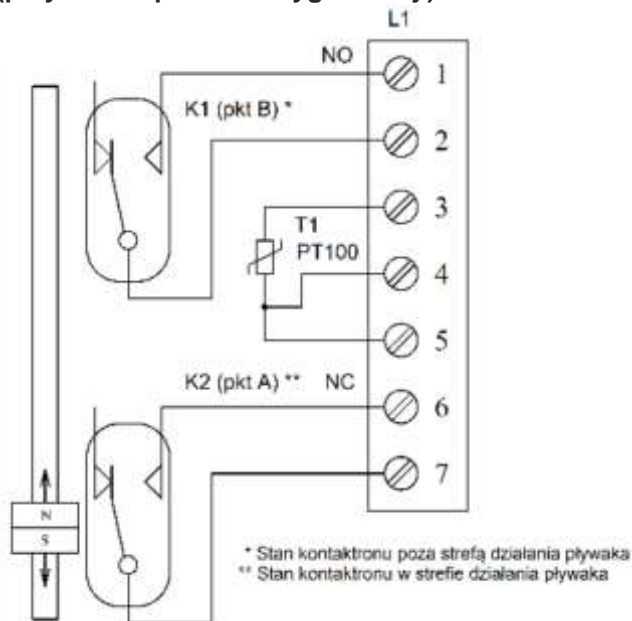 L1
NO
1
K1 (pkt B) *
2
3
T1
PT100
4
5
K2 (pkt A) ** NC
6
7
N
S
* Stan kontaktronu poza strefą działania pływaka
** Stan kontaktronu w strefie działania pływaka